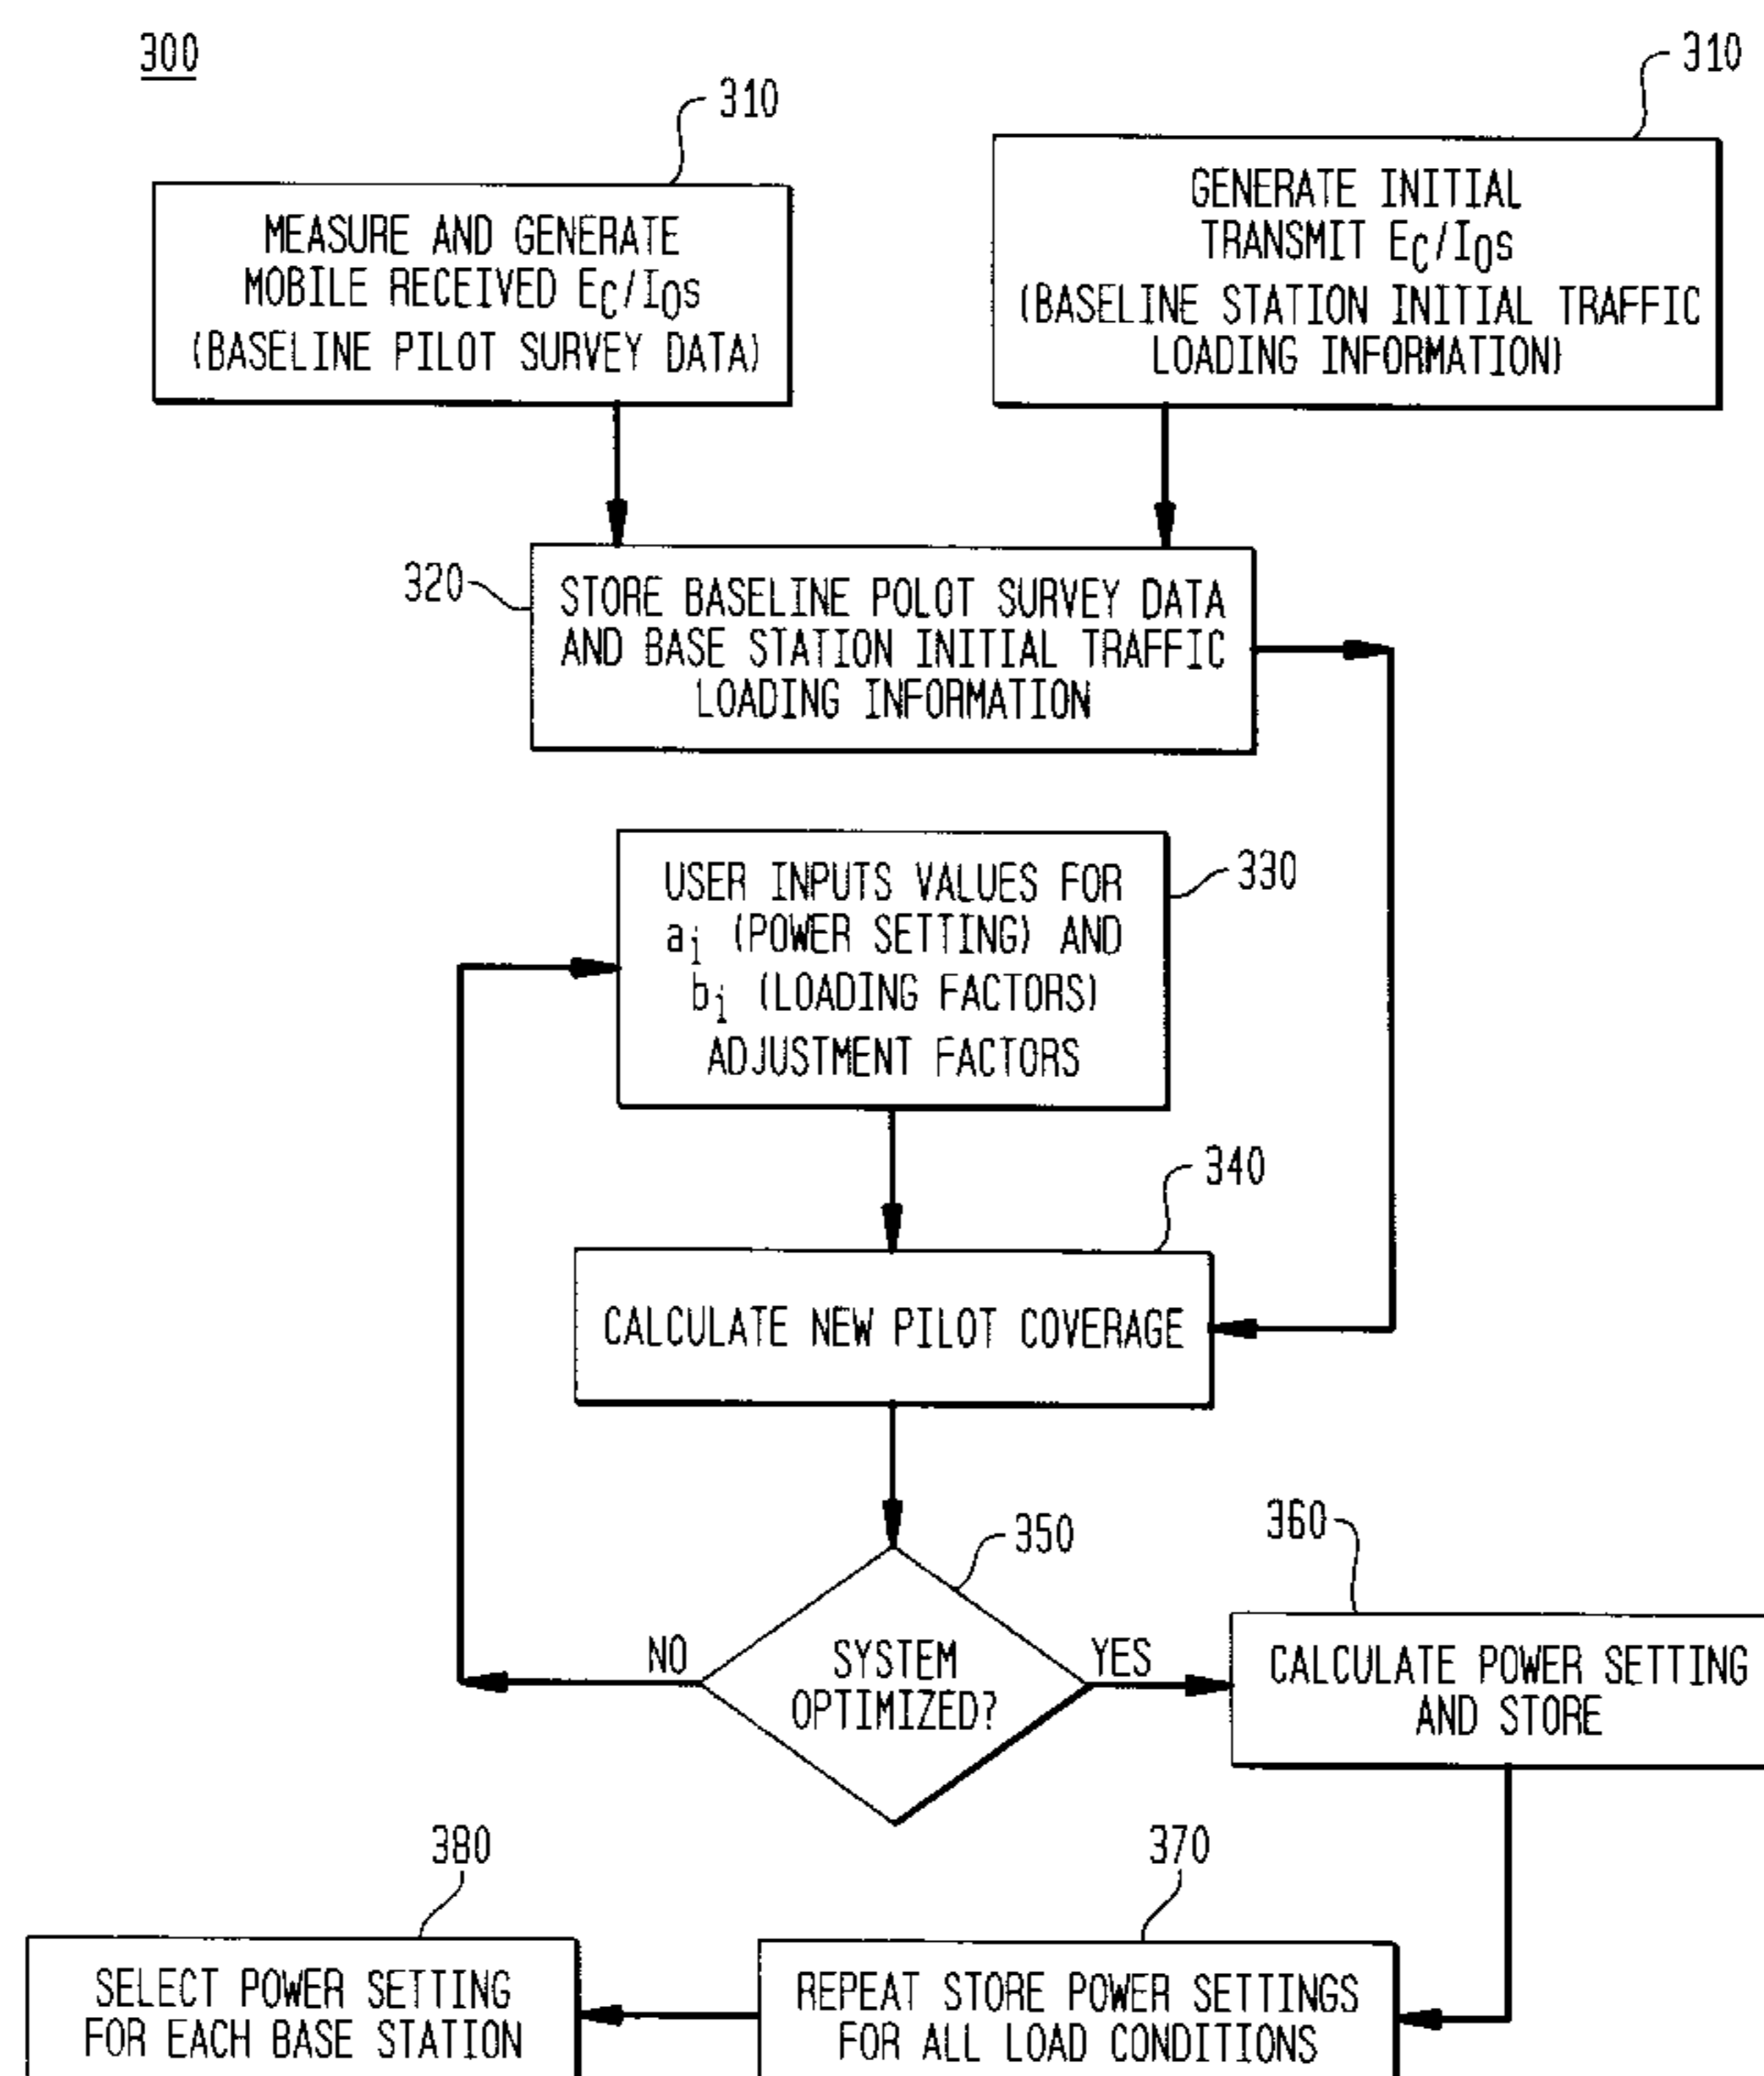 300
310
MEASURE AND GENERATE
MOBILE RECEIVED EC/I0s
(BASELINE PILOT SURVEY DATA)
310
GENERATE INITIAL
TRANSMIT EC/I0s
(BASELINE STATION INITIAL TRAFFIC
LOADING INFORMATION)
320
STORE BASELINE POLOT SURVEY DATA
AND BASE STATION INITIAL TRAFFIC
LOADING INFORMATION
330
USER INPUTS VALUES FOR
ai (POWER SETTING) AND
bi (LOADING FACTORS)
ADJUSTMENT FACTORS
340
CALCULATE NEW PILOT COVERAGE
350
SYSTEM
OPTIMIZED?
NO
YES
360
CALCULATE POWER SETTING
AND STORE
370
REPEAT STORE POWER SETTINGS
FOR ALL LOAD CONDITIONS
380
SELECT POWER SETTING
FOR EACH BASE STATION